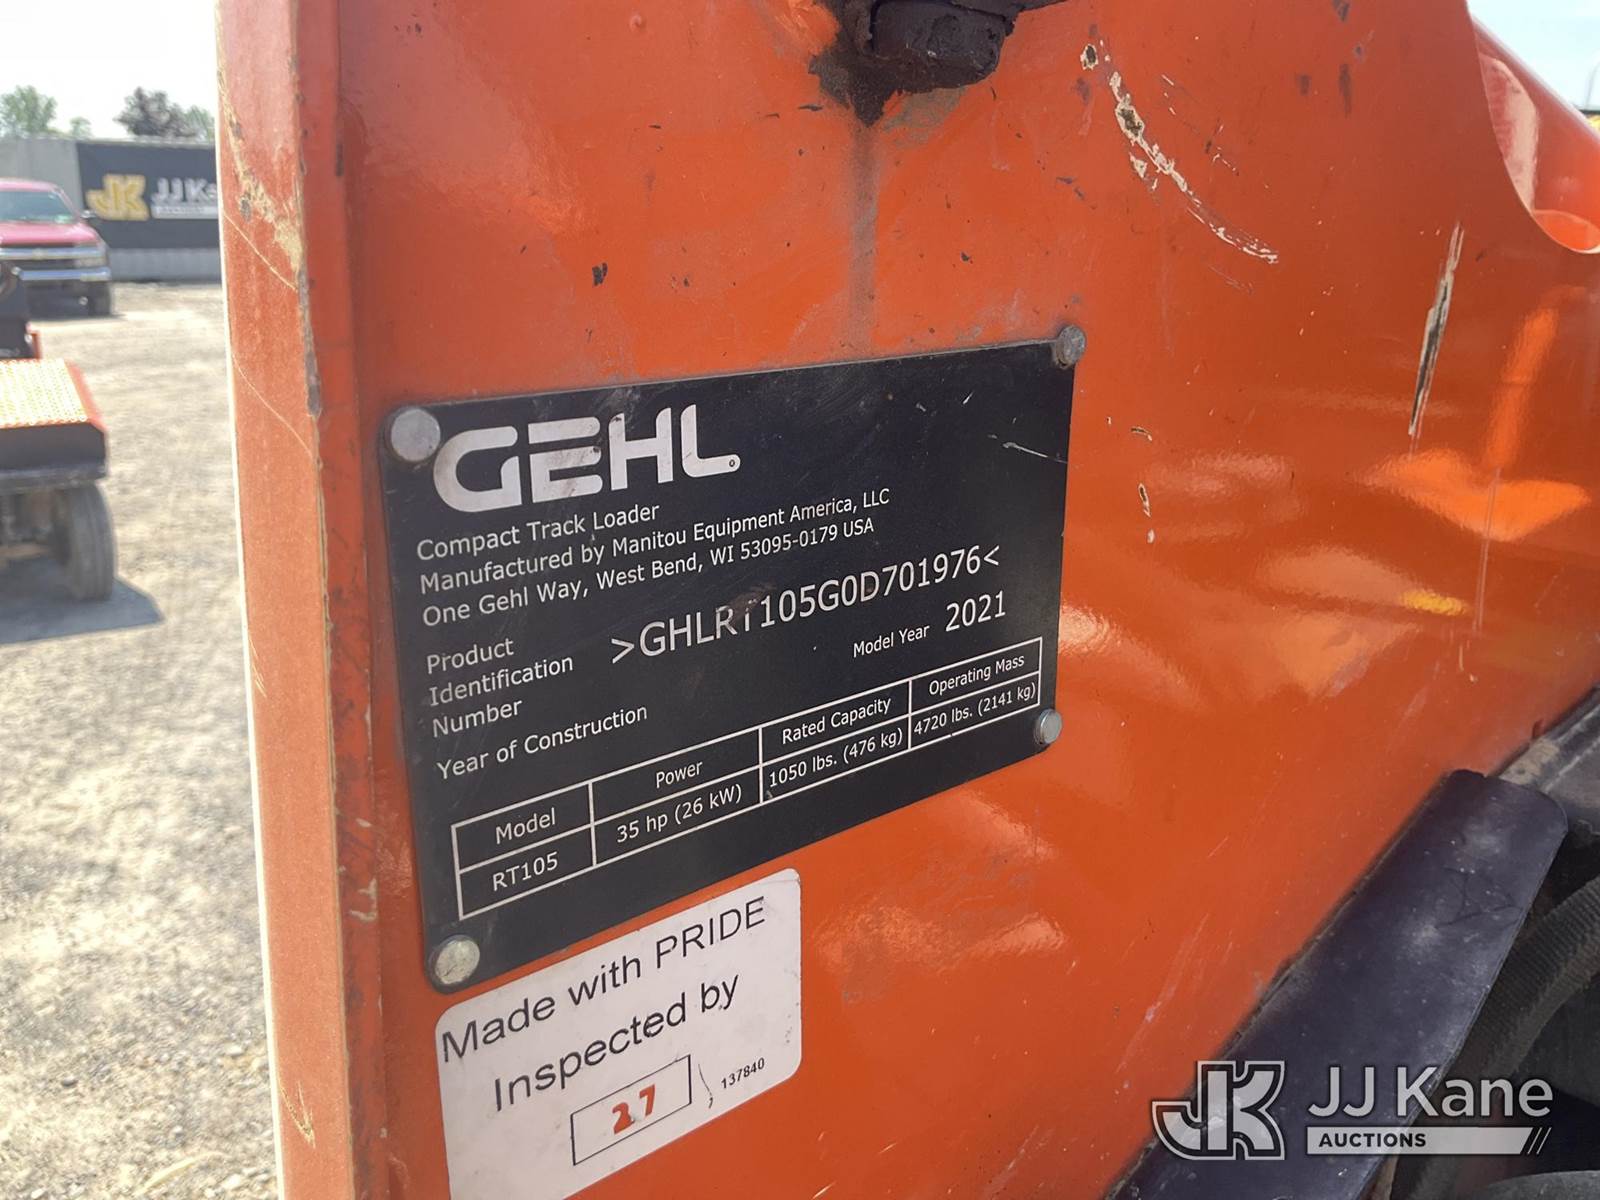 GEHL
Compact Track Loader
Manufactured by Manitou Equipment America, LLC
One Gehl Way, West Bend, WI 53095-0179 USA
Product
Identification
Number
>GHLRT105G0D701976<
Year of Construction
Model Year 2021
Model Power Rated Capacity Operating Mass
RT105 35 hp (26 kW) 1050 lbs. (476 kg) 4720 lbs. (2141 kg)
Made with PRIDE
Inspected by
27
137840
JK JJ Kane
AUCTIONS